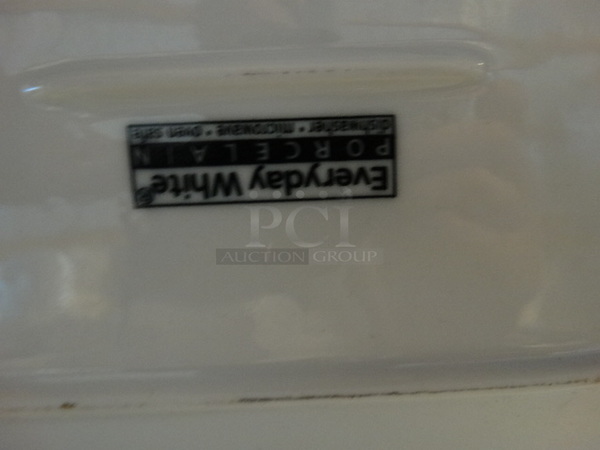 Everyday White®
PORCELAIN
dishwasher • microwave • oven safe
PCI
AUCTION GROUP